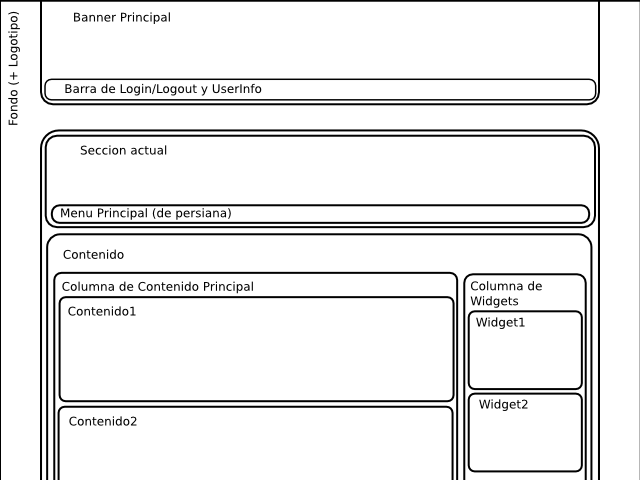 Fondo (+ Logotipo)
Banner Principal
Barra de Login/Logout y UserInfo
Seccion actual
Menu Principal (de persiana)
Contenido
Columna de Contenido Principal
Contenido1
Contenido2
Columna de
Widgets
Widget1
Widget2